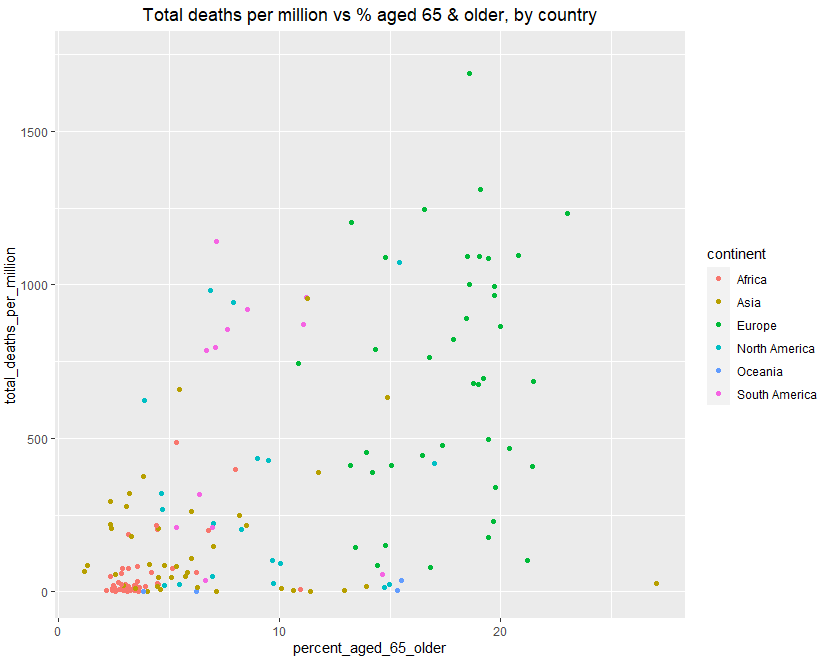 Total deaths per million vs % aged 65 & older, by country
total_deaths_per_million
1500
1000
500
0
0
10
20
percent_aged_65_older
continent
Africa
Asia
Europe
North America
Oceania
South America